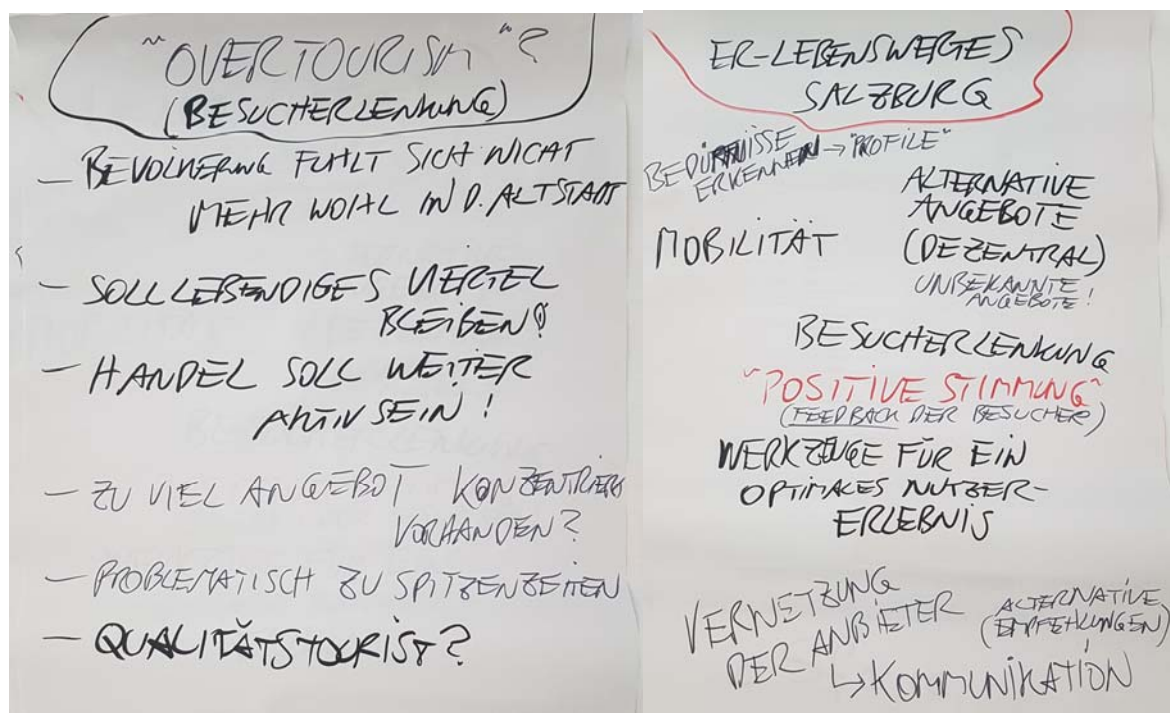 "OVERTOURISM"?
(BESUCHERLENKUNG)
– BEVÖLKERUNG FÜHLT SICH NICHT
MEHR WOHL IN D. ALTSTADT
– SOLL LEBENDIGES VIERTEL
BLEIBEN!
– HANDEL SOLL WEITER
AKTIV SEIN!
– ZU VIEL ANGEBOT KONZENTRIERT
VORHANDEN?
– PROBLEMATISCH ZU SPITZENZEITEN
– QUALITÄTSTOURIST?
ER-LEBENSWERTES
SALZBURG
BEDÜRFNISSE
ERKENNEN → "PROFILE"
ALTERNATIVE
ANGEBOTE
(DEZENTRAL)
UNBEKANNTE
ANGEBOTE!
MOBILITÄT
BESUCHERLENKUNG
"POSITIVE STIMMUNG"
(FEEDBACK DER BESUCHER)
WERKZEUGE FÜR EIN
OPTIMALES NUTZER-
ERLEBNIS
VERNETZUNG
DER ANBIETER
ALTERNATIVE
(EMPFEHLUNGEN)
↳ KOMMUNIKATION